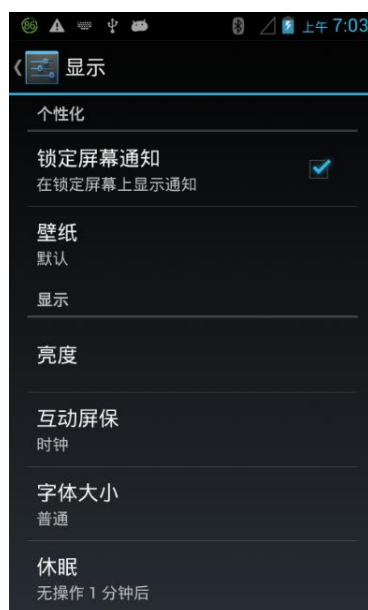 86 上午 7:03
显示
个性化
锁定屏幕通知
在锁定屏幕上显示通知
壁纸
默认
显示
亮度
互动屏保
时钟
字体大小
普通
休眠
无操作 1 分钟后